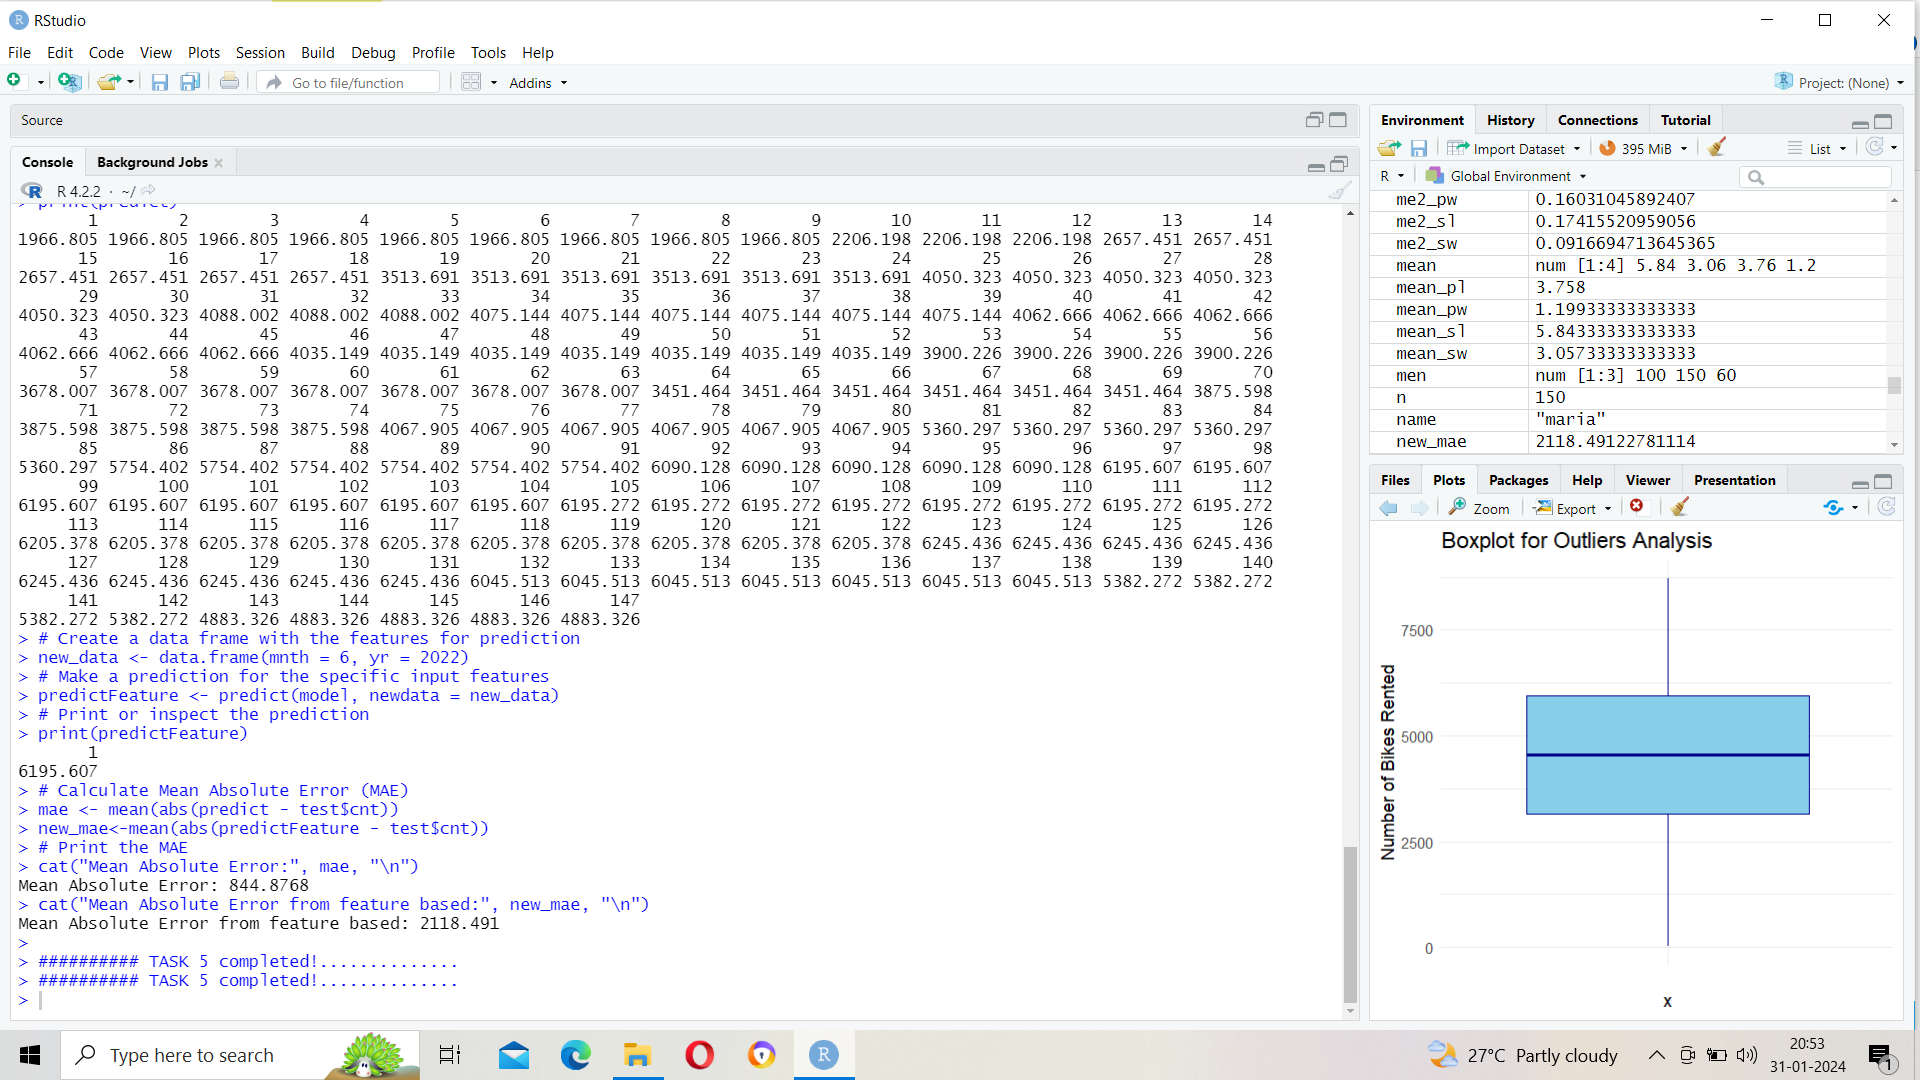 RStudio
File Edit Code View Plots Session Build Debug Profile Tools Help
Go to file/function Addins Project: (None)
Source
Console Background Jobs
R 4.2.2 · ~/
> print(predict)
1 2 3 4 5 6 7 8 9 10 11 12 13 14
1966.805 1966.805 1966.805 1966.805 1966.805 1966.805 1966.805 1966.805 1966.805 2206.198 2206.198 2206.198 2657.451 2657.451
15 16 17 18 19 20 21 22 23 24 25 26 27 28
2657.451 2657.451 2657.451 2657.451 3513.691 3513.691 3513.691 3513.691 3513.691 3513.691 4050.323 4050.323 4050.323 4050.323
29 30 31 32 33 34 35 36 37 38 39 40 41 42
4050.323 4050.323 4088.002 4088.002 4088.002 4075.144 4075.144 4075.144 4075.144 4075.144 4075.144 4062.666 4062.666 4062.666
43 44 45 46 47 48 49 50 51 52 53 54 55 56
4062.666 4062.666 4062.666 4035.149 4035.149 4035.149 4035.149 4035.149 4035.149 4035.149 3900.226 3900.226 3900.226 3900.226
57 58 59 60 61 62 63 64 65 66 67 68 69 70
3678.007 3678.007 3678.007 3678.007 3678.007 3678.007 3678.007 3451.464 3451.464 3451.464 3451.464 3451.464 3451.464 3875.598
71 72 73 74 75 76 77 78 79 80 81 82 83 84
3875.598 3875.598 3875.598 3875.598 4067.905 4067.905 4067.905 4067.905 4067.905 4067.905 5360.297 5360.297 5360.297 5360.297
85 86 87 88 89 90 91 92 93 94 95 96 97 98
5360.297 5754.402 5754.402 5754.402 5754.402 5754.402 5754.402 6090.128 6090.128 6090.128 6090.128 6090.128 6195.607 6195.607
99 100 101 102 103 104 105 106 107 108 109 110 111 112
6195.607 6195.607 6195.607 6195.607 6195.607 6195.607 6195.272 6195.272 6195.272 6195.272 6195.272 6195.272 6195.272 6195.272
113 114 115 116 117 118 119 120 121 122 123 124 125 126
6205.378 6205.378 6205.378 6205.378 6205.378 6205.378 6205.378 6205.378 6205.378 6205.378 6245.436 6245.436 6245.436 6245.436
127 128 129 130 131 132 133 134 135 136 137 138 139 140
6245.436 6245.436 6245.436 6245.436 6245.436 6045.513 6045.513 6045.513 6045.513 6045.513 6045.513 6045.513 5382.272 5382.272
141 142 143 144 145 146 147
5382.272 5382.272 4883.326 4883.326 4883.326 4883.326 4883.326
> # Create a data frame with the features for prediction
> new_data <- data.frame(mnth = 6, yr = 2022)
> # Make a prediction for the specific input features
> predictFeature <- predict(model, newdata = new_data)
> # Print or inspect the prediction
> print(predictFeature)
1
6195.607
> # Calculate Mean Absolute Error (MAE)
> mae <- mean(abs(predict - test$cnt))
> new_mae<-mean(abs(predictFeature - test$cnt))
> # Print the MAE
> cat("Mean Absolute Error:", mae, "\n")
Mean Absolute Error: 844.8768
> cat("Mean Absolute Error from feature based:", new_mae, "\n")
Mean Absolute Error from feature based: 2118.491
>
> ########## TASK 5 completed!..............
> ########## TASK 5 completed!..............
>
Environment History Connections Tutorial
Import Dataset 395 MiB List
R Global Environment
me2_pw 0.16031045892407
me2_sl 0.17415520959056
me2_sw 0.0916694713645365
mean num [1:4] 5.84 3.06 3.76 1.2
mean_pl 3.758
mean_pw 1.19933333333333
mean_sl 5.84333333333333
mean_sw 3.05733333333333
men num [1:3] 100 150 60
n 150
name "maria"
new_mae 2118.49122781114
Files Plots Packages Help Viewer Presentation
Zoom Export
Boxplot for Outliers Analysis
Number of Bikes Rented
7500
5000
2500
0
x
Type here to search
R
27°C Partly cloudy
20:53
31-01-2024
1